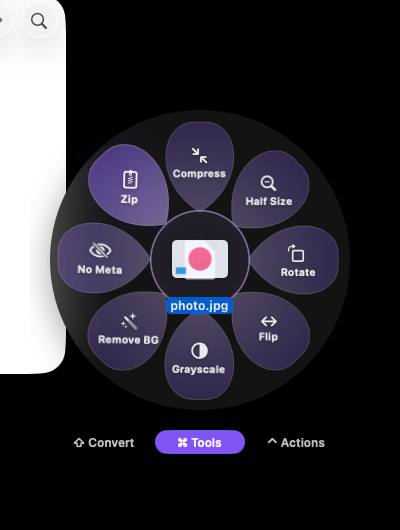 Compress
Zip
Half Size
No Meta
Rotate
photo.jpg
Remove BG
Flip
Grayscale
⇧ Convert
⌘ Tools
⌃ Actions